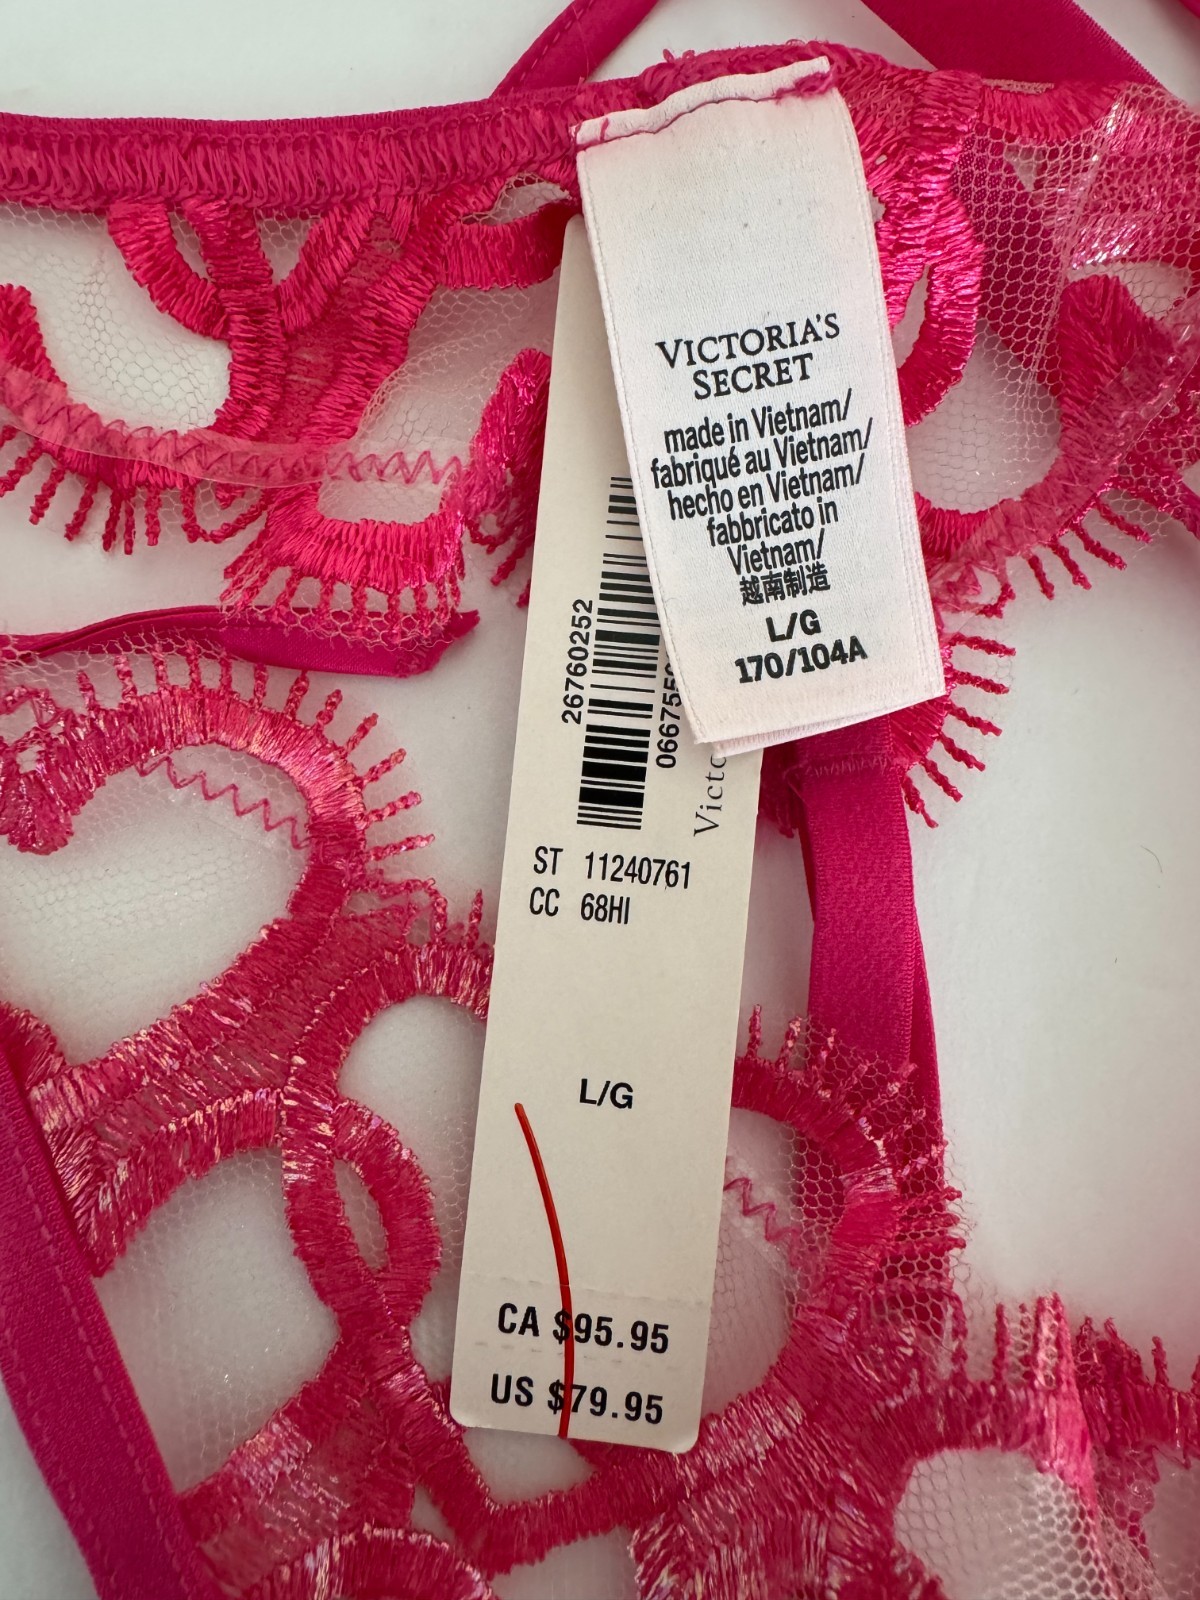 VICTORIA'S
SECRET
made in Vietnam/
fabriqué au Vietnam/
hecho en Vietnam/
fabbricato in
Vietnam/
越南制造
L/G
170/104A
26760252
ST 11240761
CC 68HI
L/G
CA $95.95
US $79.95